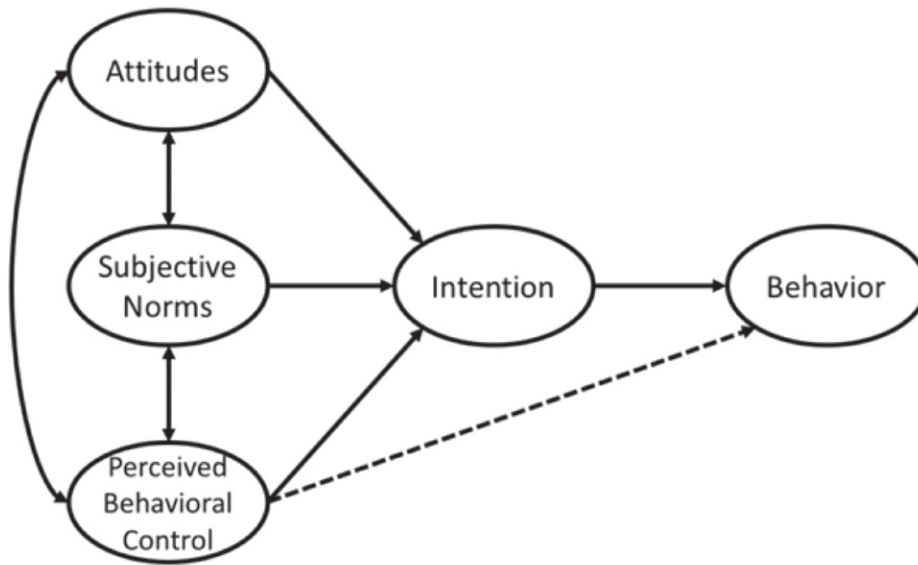 Attitudes
Subjective
Norms
Intention
Behavior
Perceived
Behavioral
Control